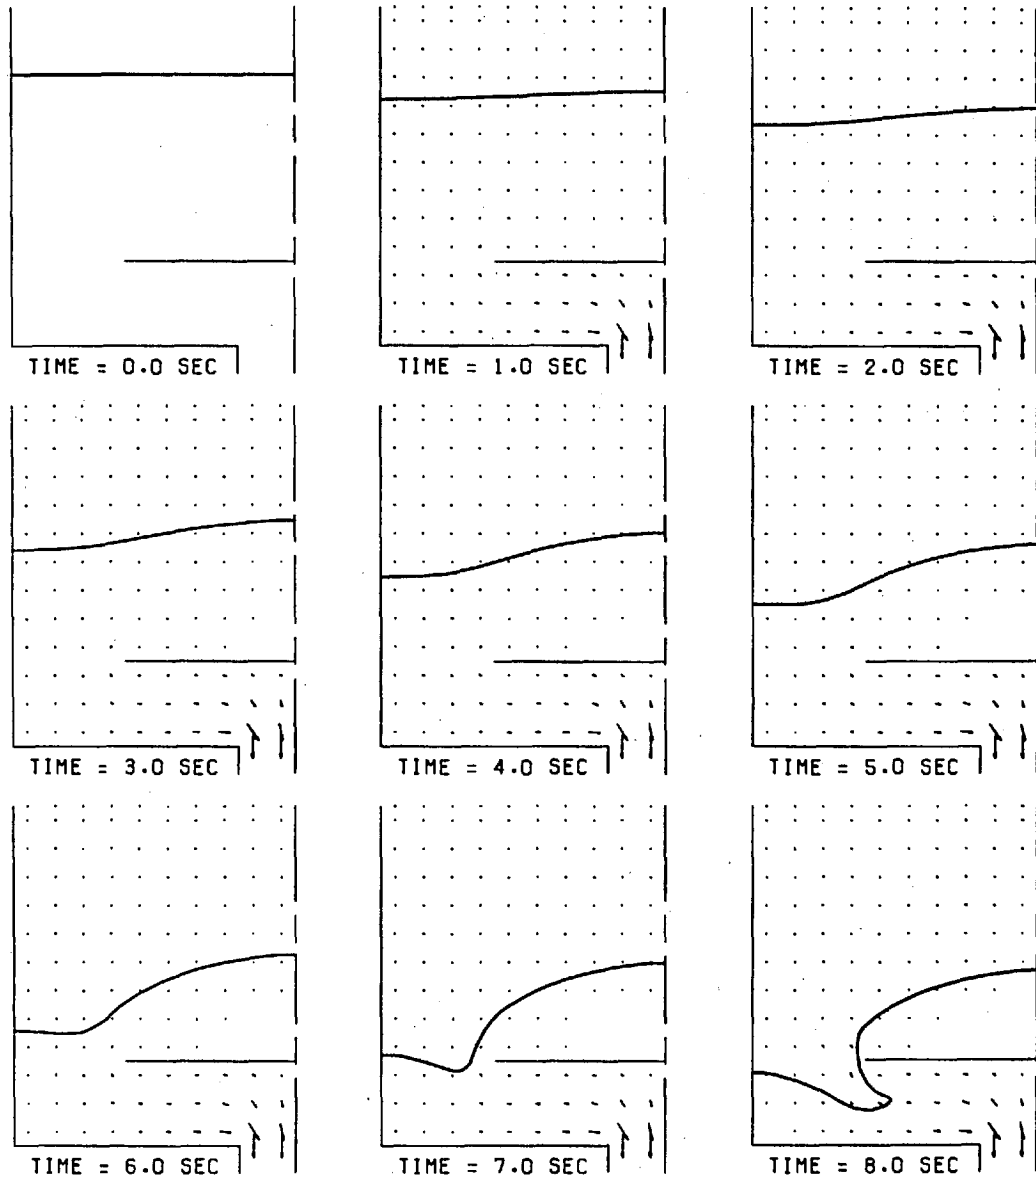 TIME = 0.0 SEC
TIME = 1.0 SEC
TIME = 2.0 SEC
TIME = 3.0 SEC
TIME = 4.0 SEC
TIME = 5.0 SEC
TIME = 6.0 SEC
TIME = 7.0 SEC
TIME = 8.0 SEC